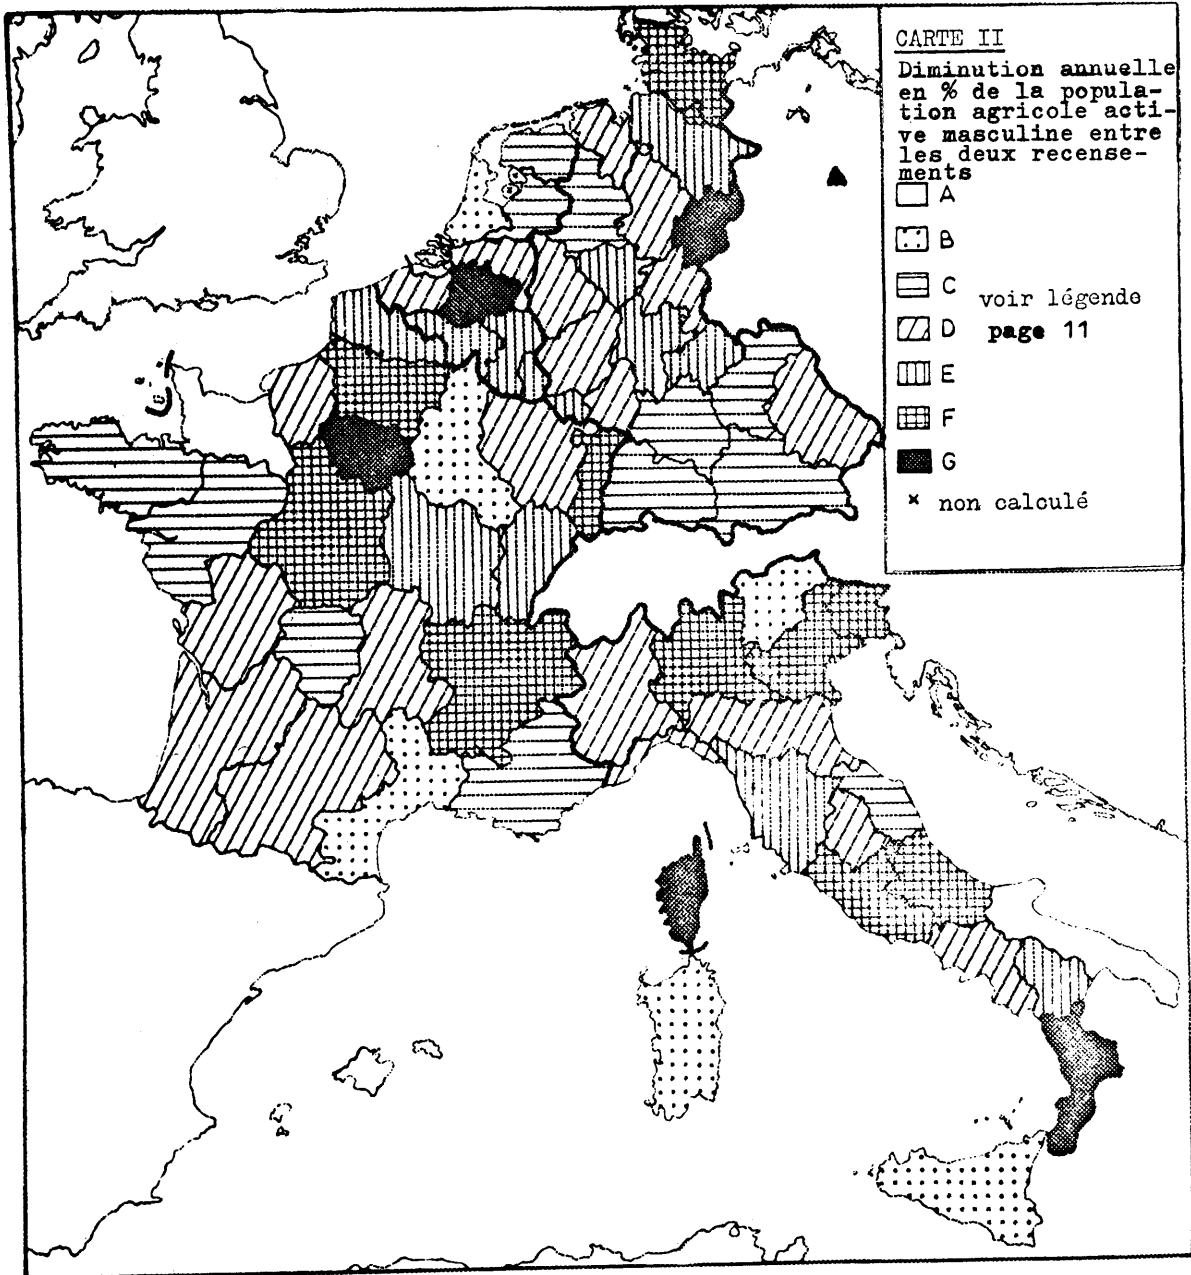 CARTE II
Diminution annuelle
en % de la popula-
tion agricole acti-
ve masculine entre
les deux recense-
ments
A
B
C
voir légende
D
page 11
E
F
G
× non calculé